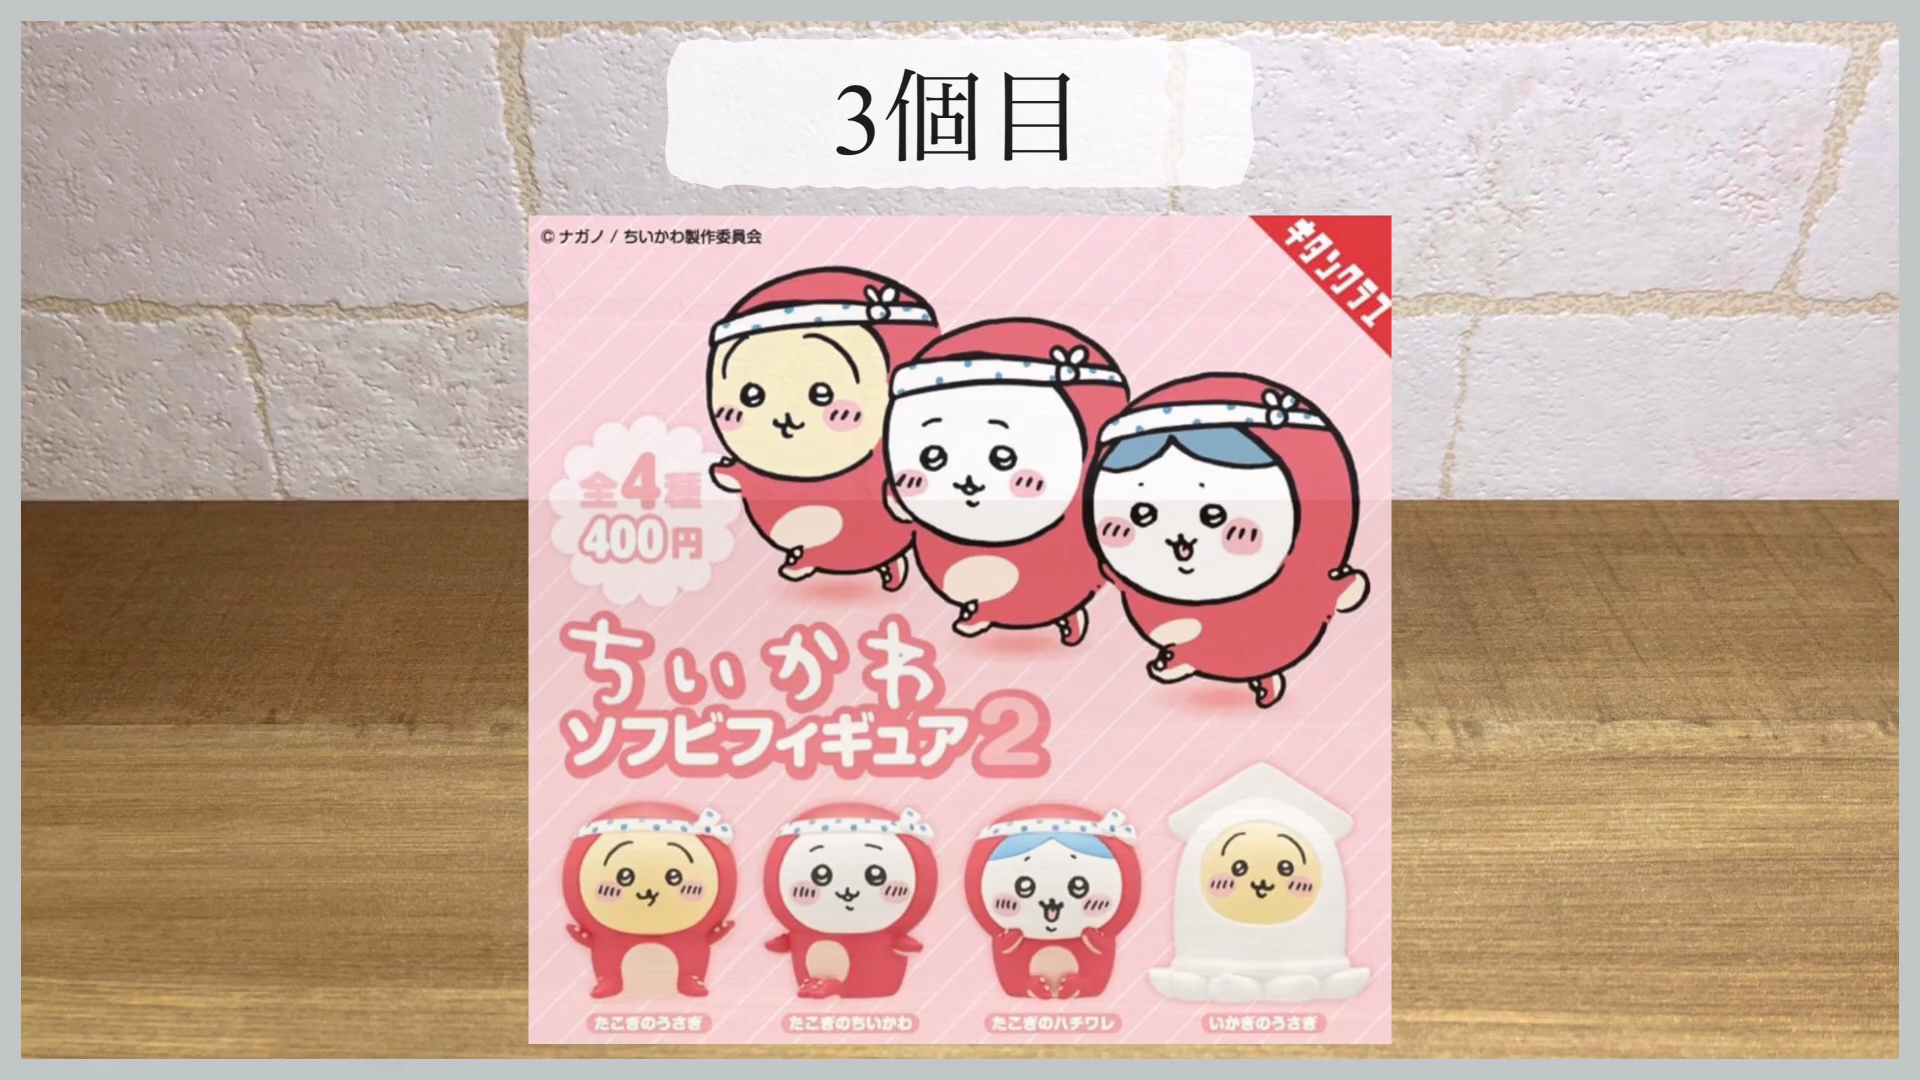 3個目
© ナガノ / ちいかわ製作委員会
キタンクラブ
全4種
400円
ちいかわ
ソフビフィギュア2
たこぎのうさぎ
たこぎのちいかわ
たこぎのハチワレ
いかぎのうさぎ